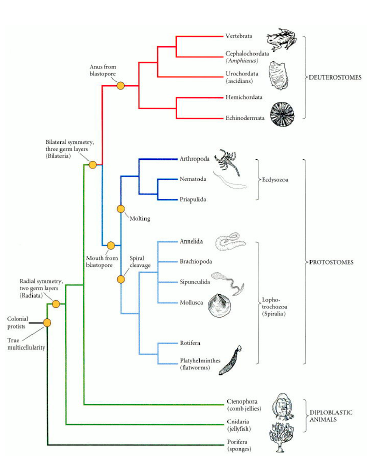 Vertebrata
Cephalochordata
(Amphioxus)
Urochordata
(ascidians)
Hemichordata
Echinodermata
DEUTEROSTOMES
Anus from
blastopore
Bilateral symmetry,
three germ layers
(Bilateria)
Arthropoda
Nematoda
Priapulida
Ecdysozoa
Molting
Mouth from
blastopore
Spiral
cleavage
Annelida
Brachiopoda
Sipunculida
Mollusca
Rotifera
Platyhelminthes
(flatworms)
Lopho-
trochozoa
(Spiralia)
PROTOSTOMES
Radial symmetry,
two germ layers
(Radiata)
Colonial
protists
True
multicellularity
Ctenophora
(comb jellies)
Cnidaria
(jellyfish)
Porifera
(sponges)
DIPLOBLASTIC
ANIMALS